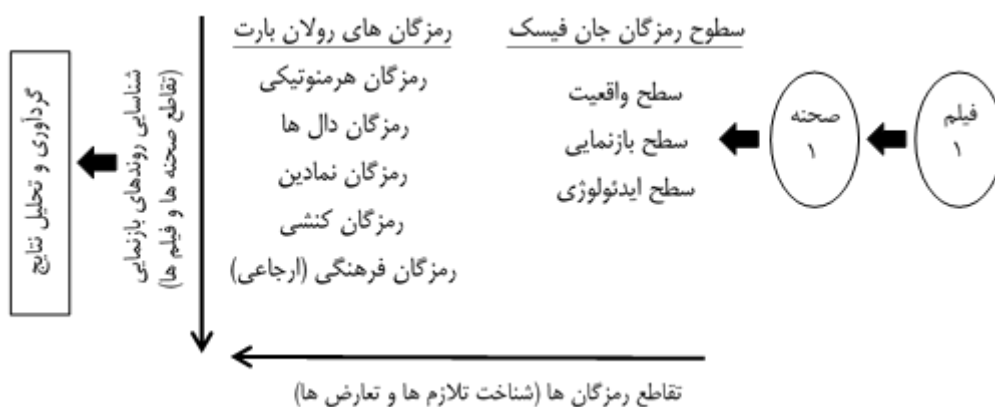 فیلم
۱
صحنه
۱
سطوح رمزگان جان فیسک
سطح واقعیت
سطح بازنمایی
سطح ایدئولوژی
رمزگان های رولان بارت
رمزگان هرمنوتیکی
رمزگان دال ها
رمزگان نمادین
رمزگان کنشی
رمزگان فرهنگی (ارجاعی)
شناسایی روندهای بازنمایی
(تقاطع صحنه ها و فیلم ها)
گردآوری و تحلیل نتایج
تقاطع رمزگان ها (شناخت تلازم ها و تعارض ها)